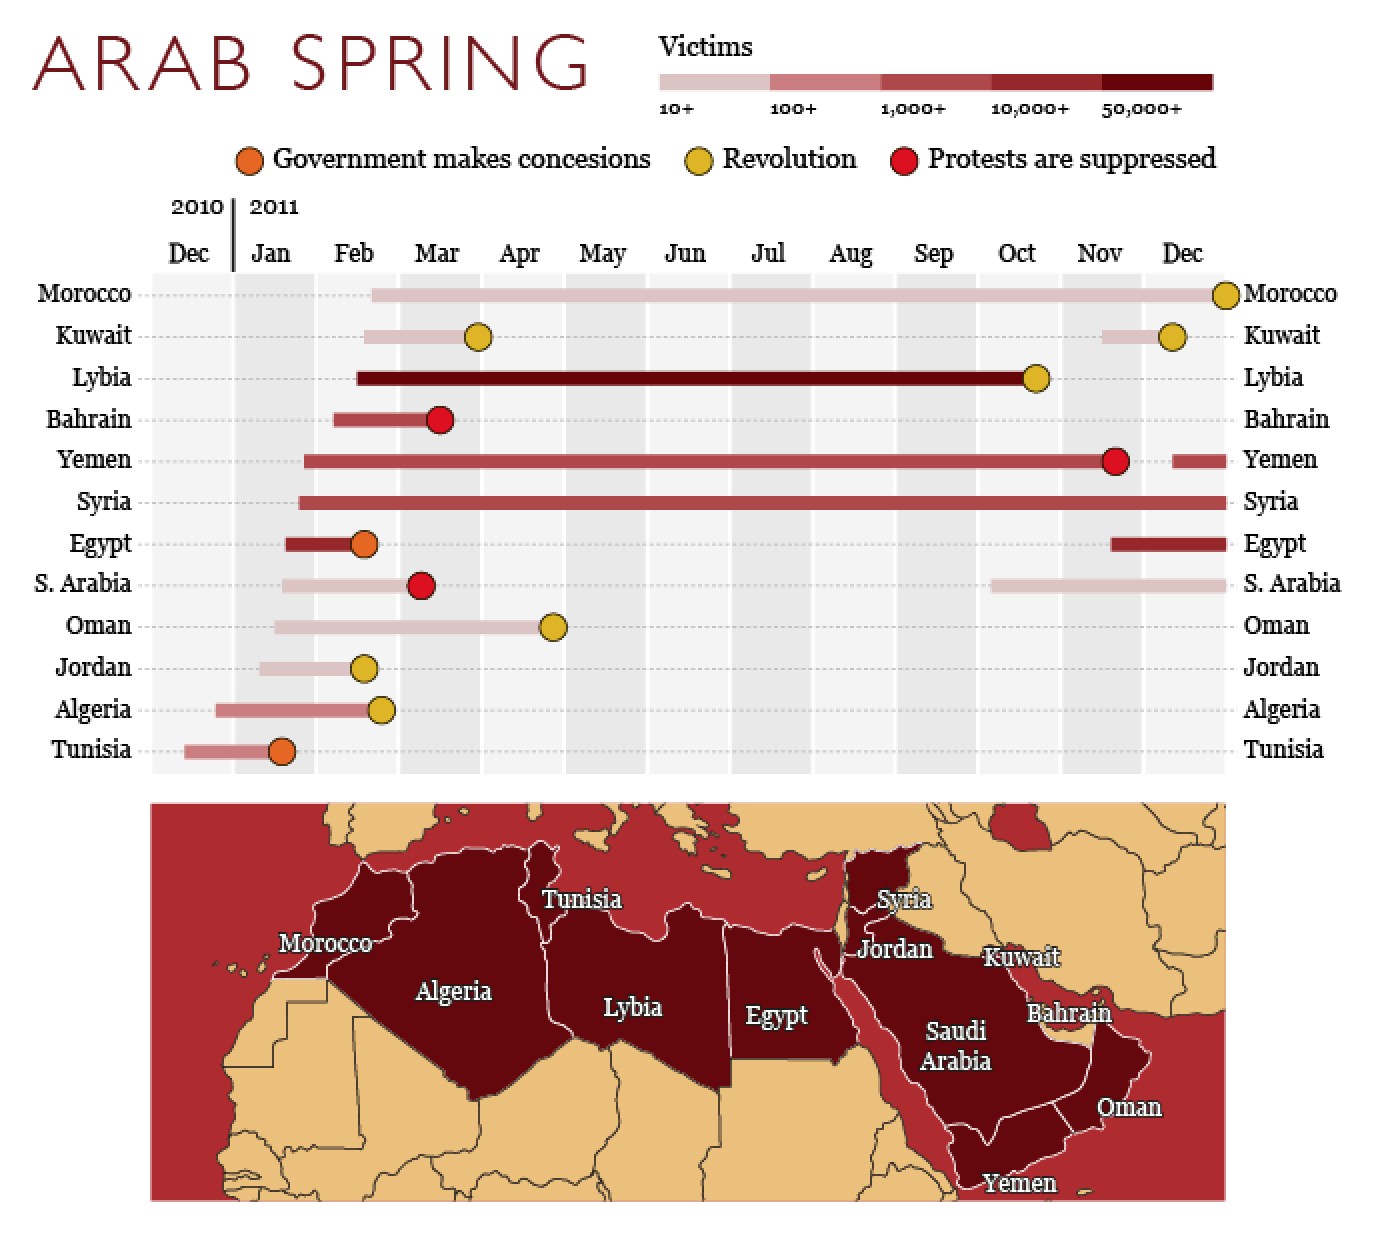 ARAB SPRING
Victims
10+ 100+ 1,000+ 10,000+ 50,000+
Government makes concesions Revolution Protests are suppressed
2010 2011
Dec Jan Feb Mar Apr May Jun Jul Aug Sep Oct Nov Dec
Morocco Morocco
Kuwait Kuwait
Lybia Lybia
Bahrain Bahrain
Yemen Yemen
Syria Syria
Egypt Egypt
S. Arabia S. Arabia
Oman Oman
Jordan Jordan
Algeria Algeria
Tunisia Tunisia
Tunisia Syria
Morocco Jordan Kuwait
Algeria Lybia Egypt Bahrain
Saudi
Arabia
Oman
Yemen